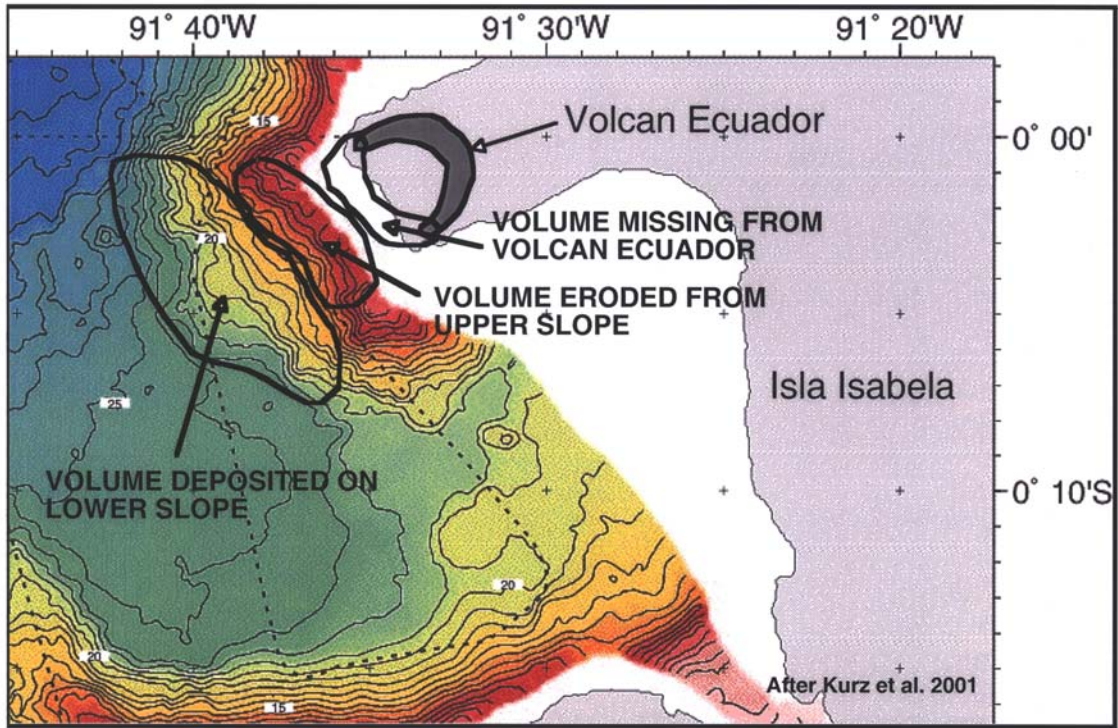 91° 40'W 91° 30'W 91° 20'W
15
Volcan Ecuador
0° 00'
VOLUME MISSING FROM
VOLCAN ECUADOR
20
VOLUME ERODED FROM
UPPER SLOPE
Isla Isabela
25
VOLUME DEPOSITED ON
LOWER SLOPE
0° 10'S
20
20
15
After Kurz et al. 2001